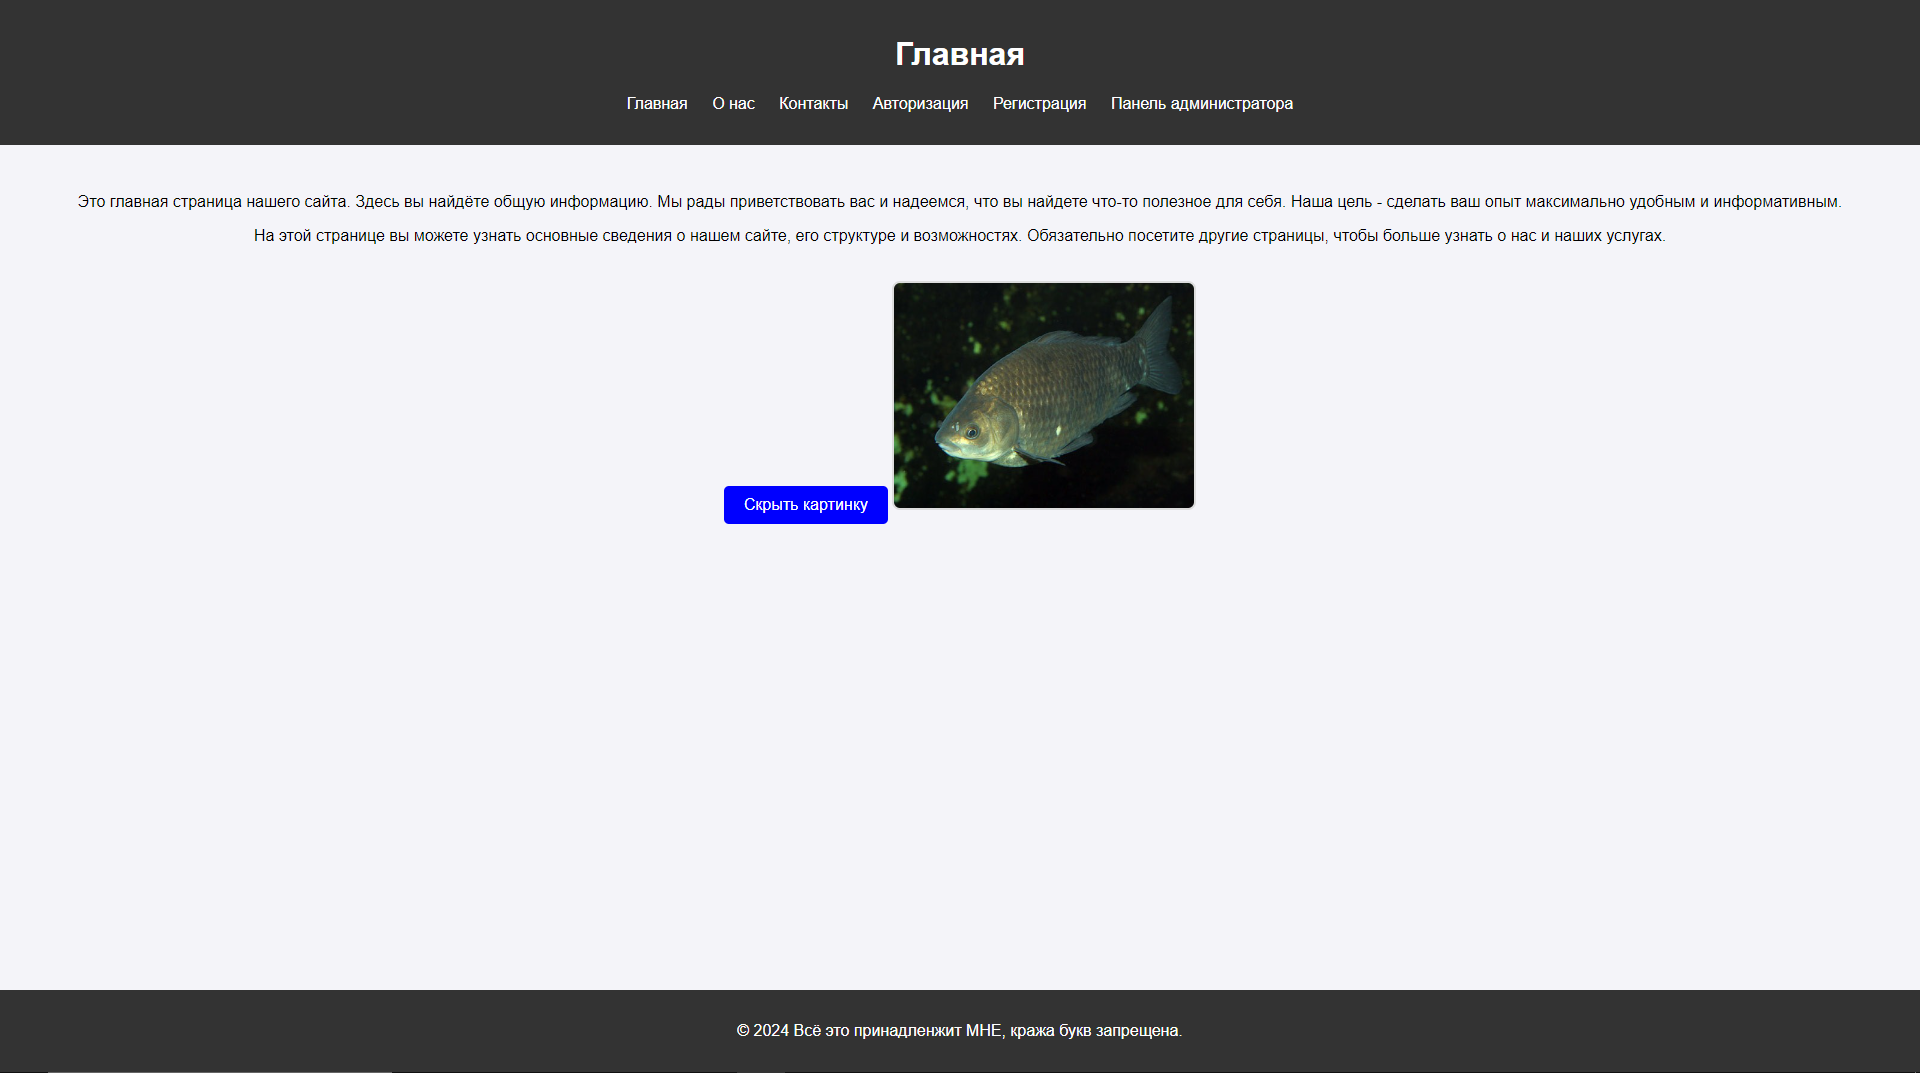 Главная
Главная О нас Контакты Авторизация Регистрация Панель администратора
Это главная страница нашего сайта. Здесь вы найдёте общую информацию. Мы рады приветствовать вас и надеемся, что вы найдете что-то полезное для себя. Наша цель - сделать ваш опыт максимально удобным и информативным.
На этой странице вы можете узнать основные сведения о нашем сайте, его структуре и возможностях. Обязательно посетите другие страницы, чтобы больше узнать о нас и наших услугах.
Скрыть картинку
© 2024 Всё это принадленжит МНЕ, кража букв запрещена.